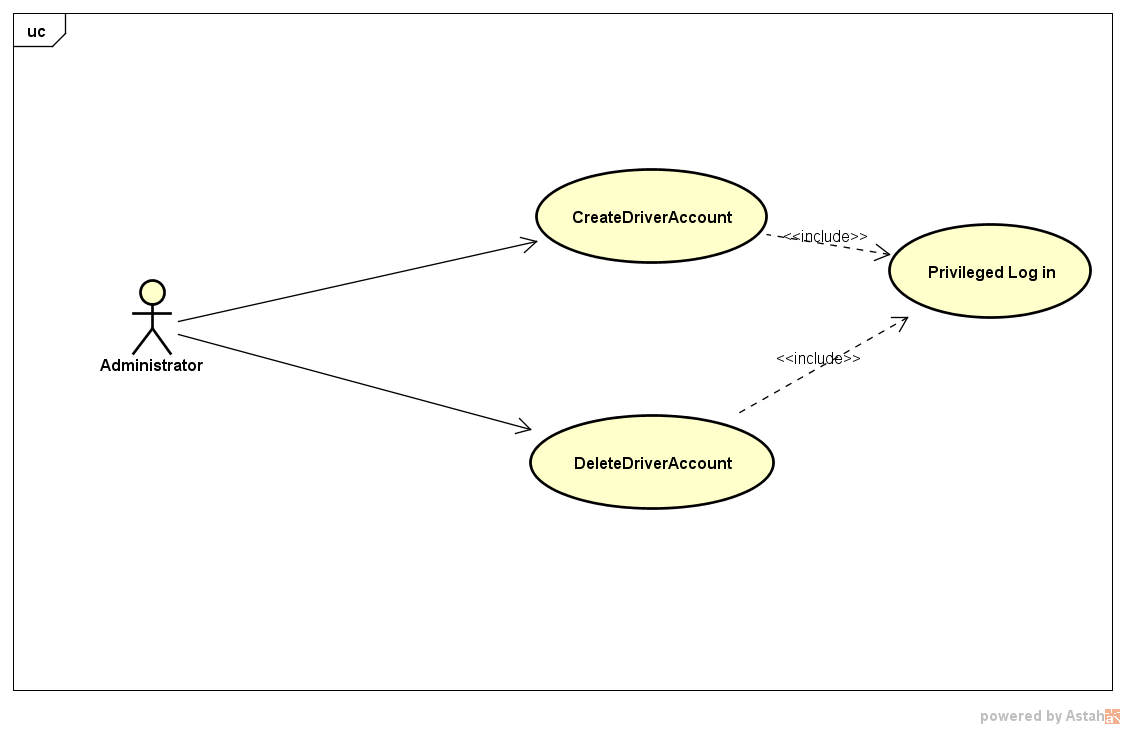 uc
CreateDriverAccount
<<include>>
Privileged Log in
Administrator
<<include>>
DeleteDriverAccount
powered by Astah